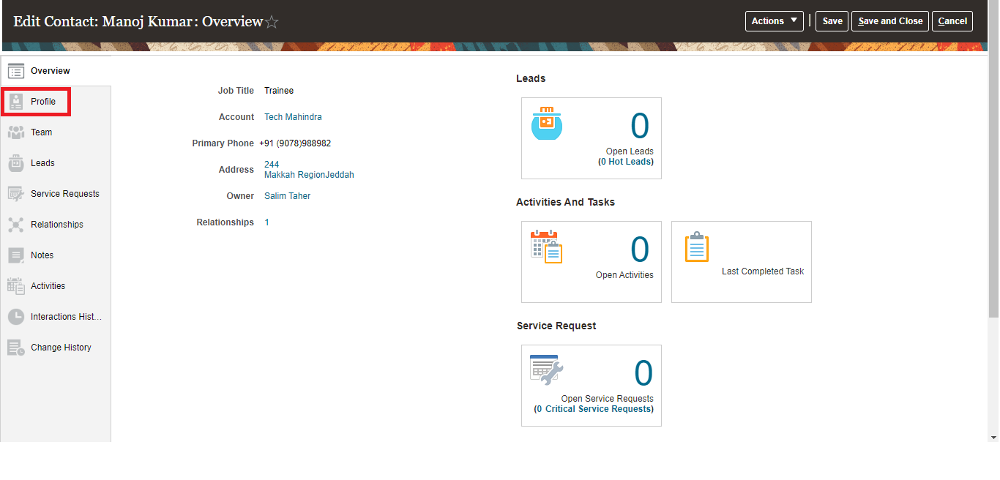 Edit Contact: Manoj Kumar : Overview
Actions
Save
Save and Close
Cancel
Overview
Profile
Team
Leads
Service Requests
Relationships
Notes
Activities
Interactions Hist...
Change History
Job Title Trainee
Account Tech Mahindra
Primary Phone +91 (9078)988982
Address 244
Makkah RegionJeddah
Owner Salim Taher
Relationships 1
Leads
0
Open Leads
(0 Hot Leads)
Activities And Tasks
0
Open Activities
Last Completed Task
Service Request
0
Open Service Requests
(0 Critical Service Requests)